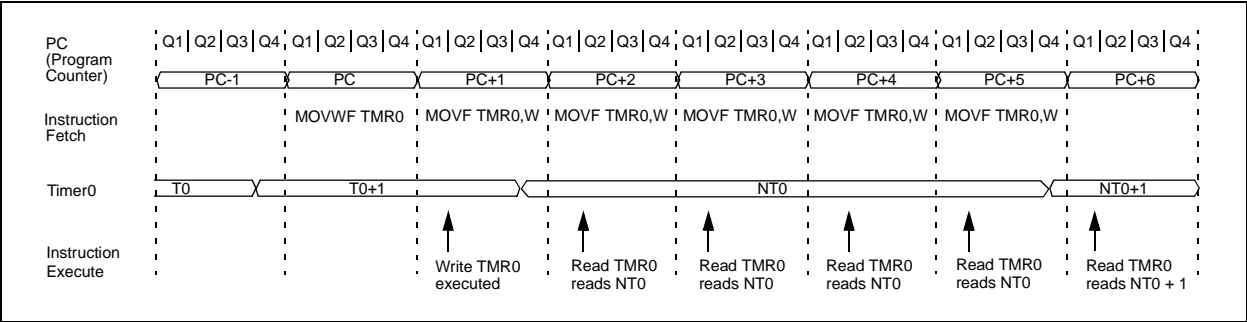 PC
(Program
Counter)
Q1 Q2 Q3 Q4 Q1 Q2 Q3 Q4 Q1 Q2 Q3 Q4 Q1 Q2 Q3 Q4 Q1 Q2 Q3 Q4 Q1 Q2 Q3 Q4 Q1 Q2 Q3 Q4 Q1 Q2 Q3 Q4
PC-1 PC PC+1 PC+2 PC+3 PC+4 PC+5 PC+6
Instruction
Fetch
MOVWF TMR0 MOVF TMR0,W MOVF TMR0,W MOVF TMR0,W MOVF TMR0,W MOVF TMR0,W
Timer0
T0 T0+1 NT0 NT0+1
Instruction
Execute
Write TMR0
executed
Read TMR0
reads NT0
Read TMR0
reads NT0
Read TMR0
reads NT0
Read TMR0
reads NT0
Read TMR0
reads NT0 + 1